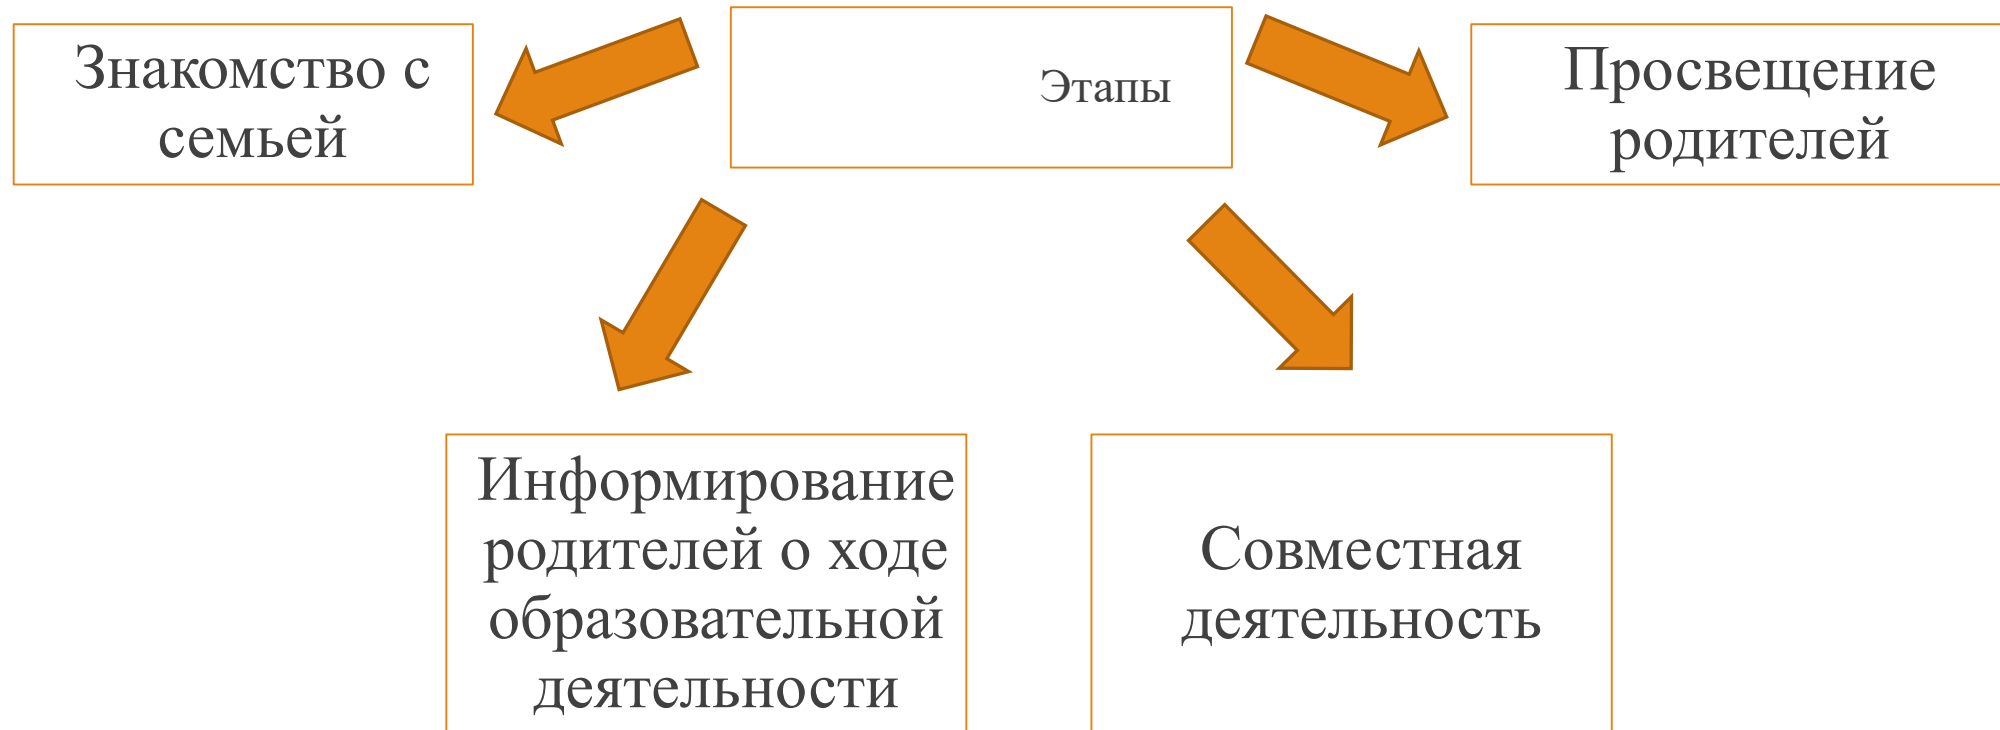 Знакомство с
семьей
Этапы
Просвещение
родителей
Информирование
родителей о ходе
образовательной
деятельности
Совместная
деятельность